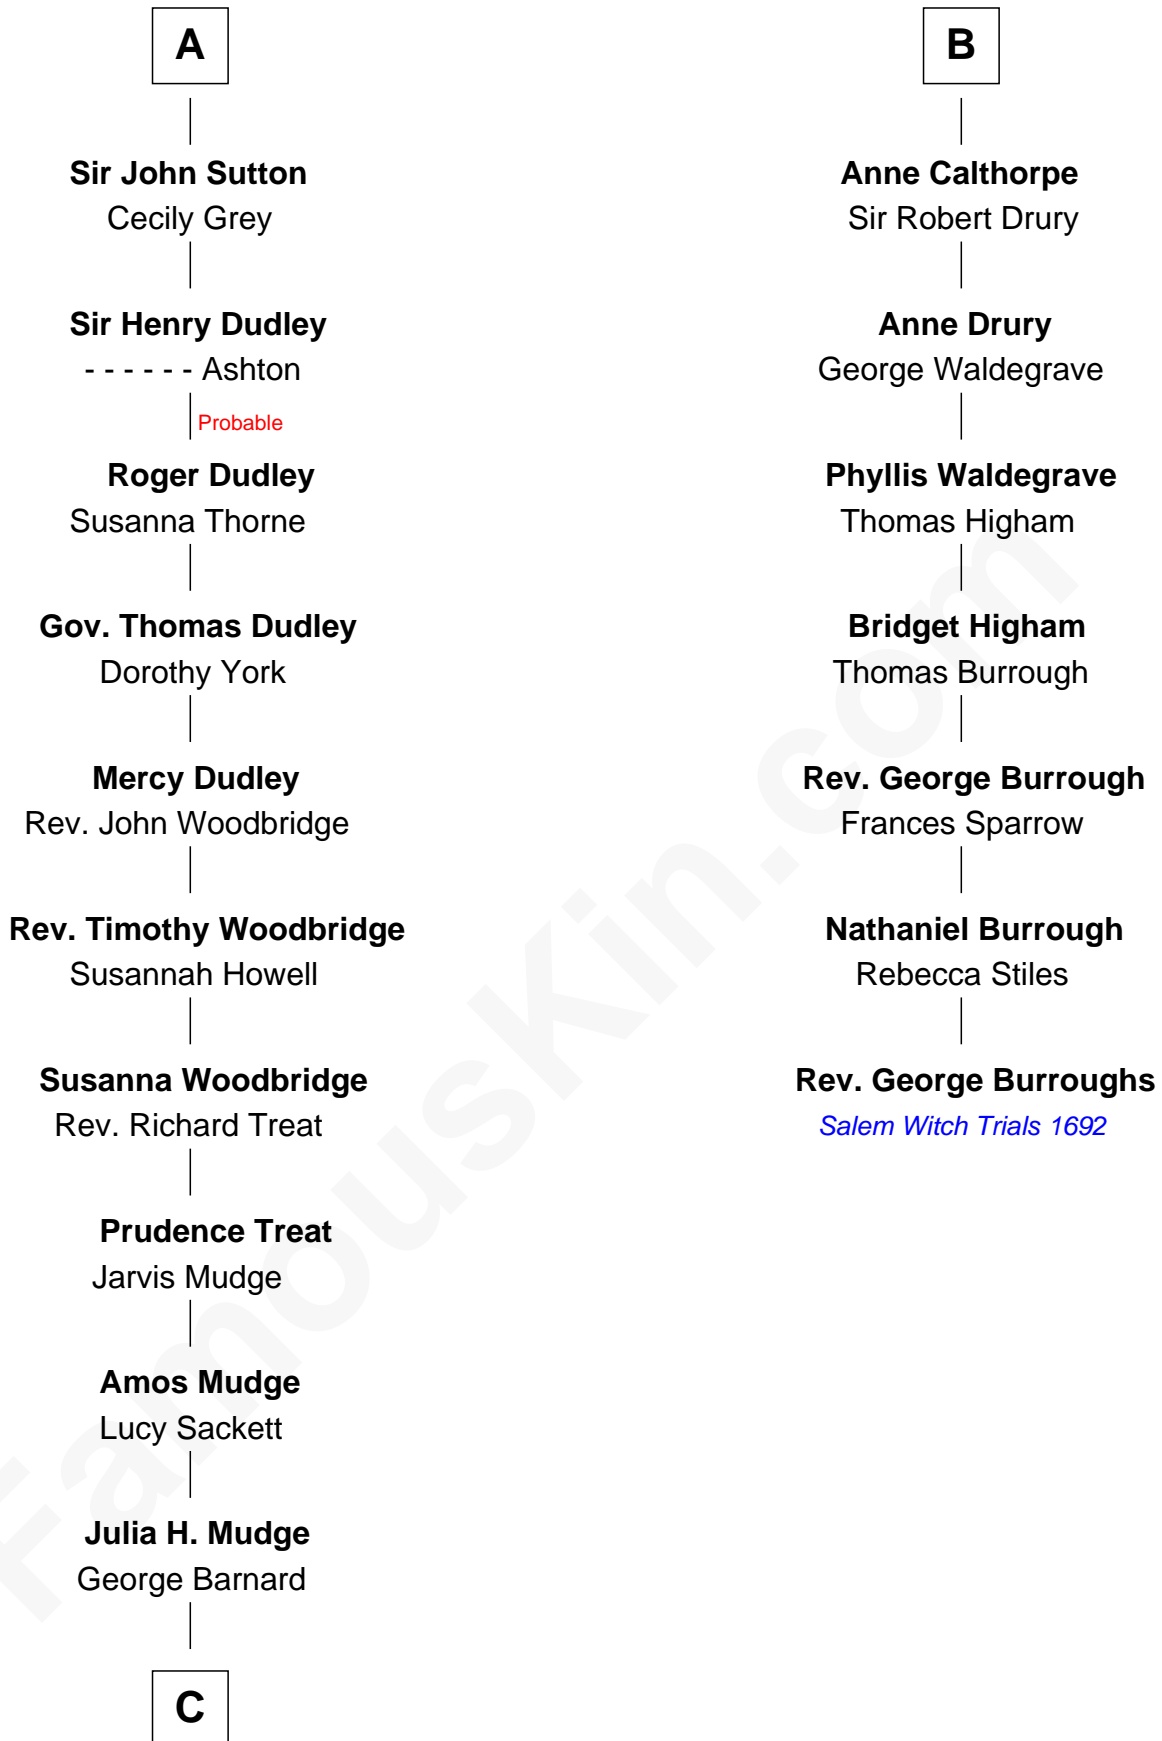 A
Sir John Sutton
Cecily Grey
Sir Henry Dudley
- - - - - - Ashton
Probable
Roger Dudley
Susanna Thorne
Gov. Thomas Dudley
Dorothy York
Mercy Dudley
Rev. John Woodbridge
Rev. Timothy Woodbridge
Susannah Howell
Susanna Woodbridge
Rev. Richard Treat
Prudence Treat
Jarvis Mudge
Amos Mudge
Lucy Sackett
Julia H. Mudge
George Barnard
C
B
Anne Calthorpe
Sir Robert Drury
Anne Drury
George Waldegrave
Phyllis Waldegrave
Thomas Higham
Bridget Higham
Thomas Burrough
Rev. George Burrough
Frances Sparrow
Nathaniel Burrough
Rebecca Stiles
Rev. George Burroughs
Salem Witch Trials 1692
FamousKin.com